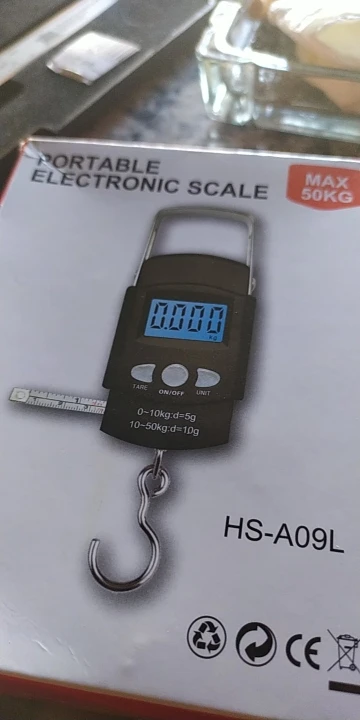 PORTABLE
ELECTRONIC SCALE
MAX
50KG
0.000
kg
TARE
ON/OFF
UNIT
0~10kg:d=5g
10~50kg:d=10g
HS-A09L
CE